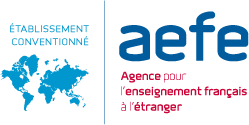 ÉTABLISSEMENT
CONVENTIONNÉ
aefe
Agence pour
l'enseignement français
à l'étranger